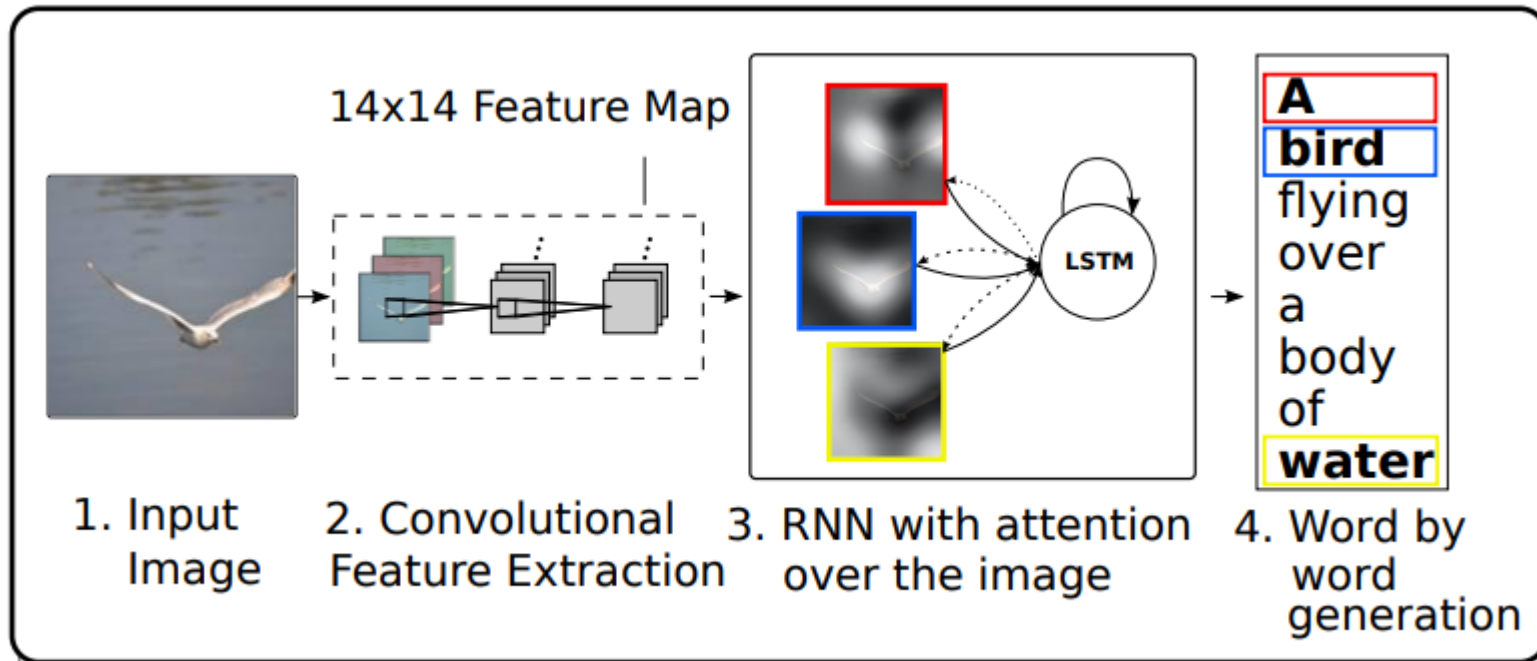 14x14 Feature Map
LSTM
A
bird
flying
over
a
body
of
water
1. Input
Image
2. Convolutional
Feature Extraction
3. RNN with attention
over the image
4. Word by
word
generation